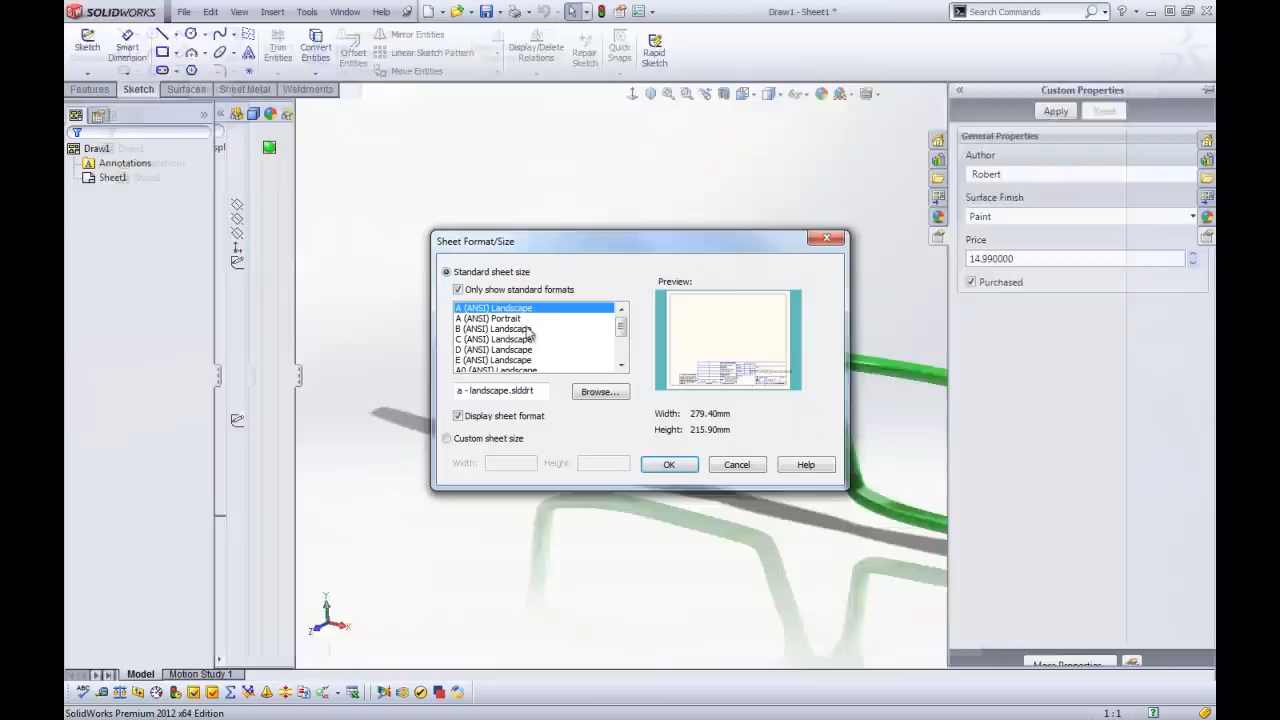 SOLIDWORKS File Edit View Insert Tools Window Help Draw1 - Sheet1 * Search Commands
Sketch Smart Dimension Trim Entities Convert Entities Offset Entities Mirror Entities Linear Sketch Pattern Move Entities Display/Delete Relations Repair Sketch Quick Snaps Rapid Sketch
Features Sketch Surfaces Sheet Metal Weldments
Custom Properties
Apply Reset
Draw1
Annotations
Sheet1
General Properties
Author
Robert
Surface Finish
Paint
Price
14.990000
Purchased
Sheet Format/Size
Standard sheet size
Only show standard formats
A (ANSI) Landscape
A (ANSI) Portrait
B (ANSI) Landscape
C (ANSI) Landscape
D (ANSI) Landscape
E (ANSI) Landscape
A0 (ANSI) Landscape
a - landscape.slddrt
Browse...
Display sheet format
Custom sheet size
Width: Height:
Preview:
Width: 279.40mm
Height: 215.90mm
OK Cancel Help
Y
Z X
More Properties...
Model Motion Study 1
SolidWorks Premium 2012 x64 Edition 1:1